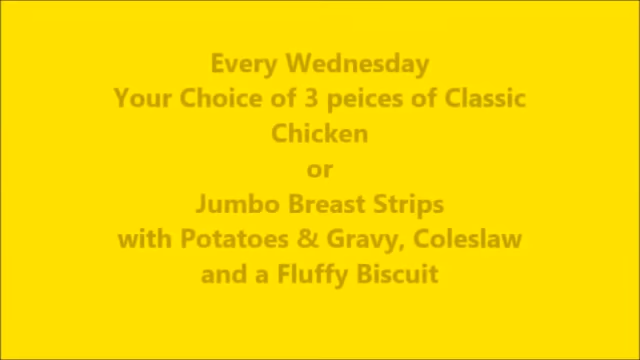 Every Wednesday
Your Choice of 3 peices of Classic
Chicken
or
Jumbo Breast Strips
with Potatoes & Gravy, Coleslaw
and a Fluffy Biscuit